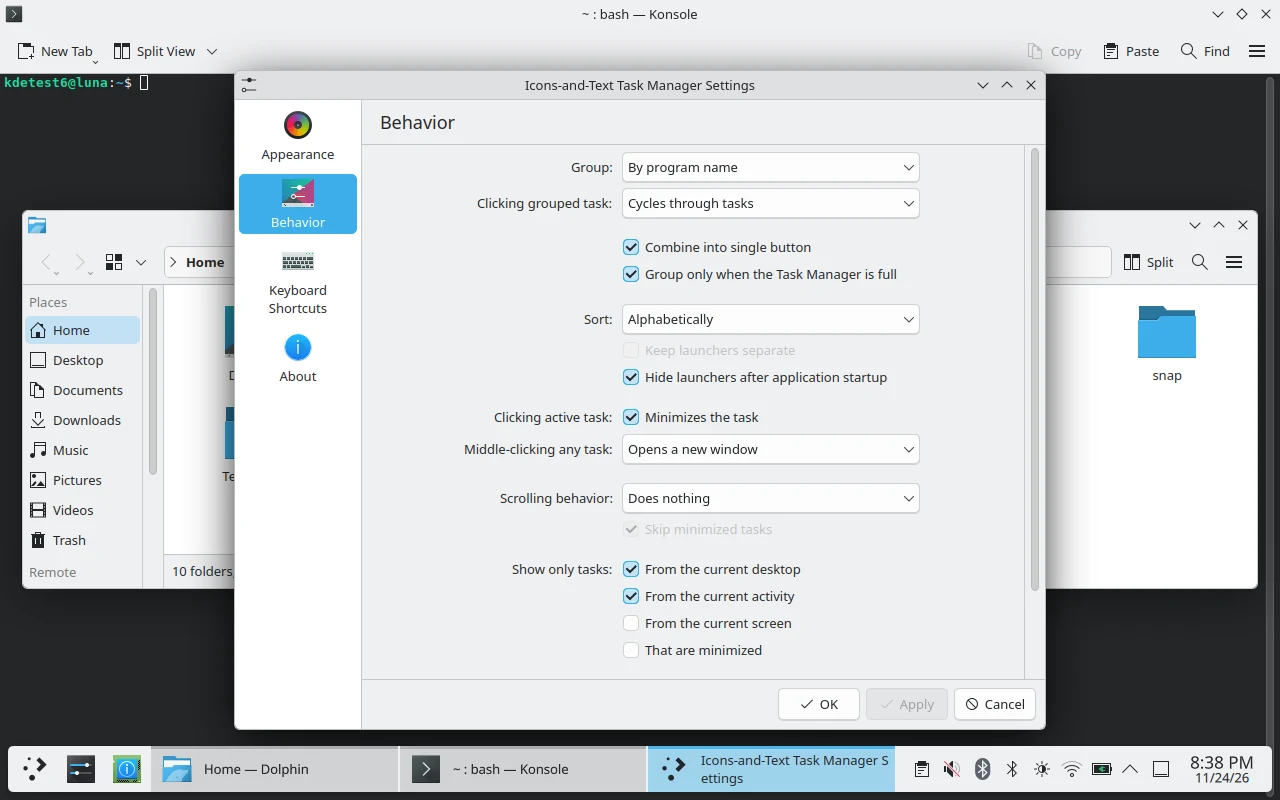 ~ : bash — Konsole
New Tab
Split View
Copy
Paste
Find
kdetest6@luna:~$
Icons-and-Text Task Manager Settings
Appearance
Behavior
Keyboard
Shortcuts
About
Behavior
Group:
By program name
Clicking grouped task:
Cycles through tasks
Combine into single button
Group only when the Task Manager is full
Sort:
Alphabetically
Keep launchers separate
Hide launchers after application startup
Clicking active task:
Minimizes the task
Middle-clicking any task:
Opens a new window
Scrolling behavior:
Does nothing
Skip minimized tasks
Show only tasks:
From the current desktop
From the current activity
From the current screen
That are minimized
OK
Apply
Cancel
Home
Split
Places
Home
Desktop
Documents
Downloads
Music
Pictures
Videos
Trash
Remote
Te
10 folders
snap
Home — Dolphin
~ : bash — Konsole
Icons-and-Text Task Manager S
ettings
8:38 PM
11/24/26